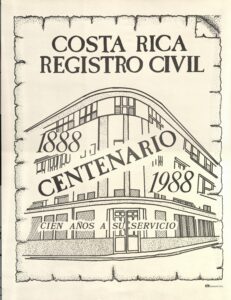 COSTA RICA
REGISTRO CIVIL
1888
CENTENARIO
1988
CIEN AÑOS A SU SERVICIO